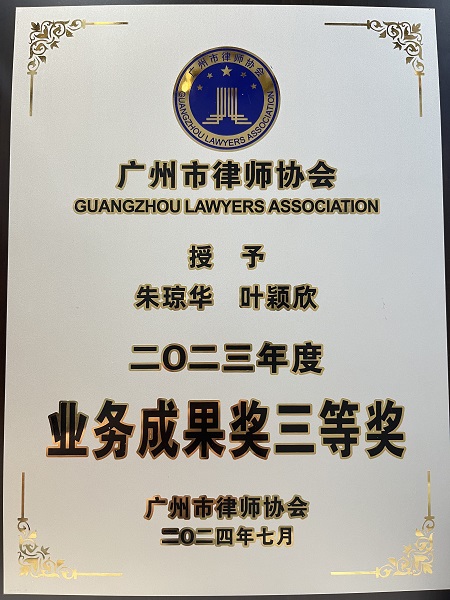 广州市律师协会
GUANGZHOU LAWYERS ASSOCIATION
广州市律师协会
GUANGZHOU LAWYERS ASSOCIATION
授 予
朱琼华 叶颖欣
二O二三年度
业务成果奖三等奖
广州市律师协会
二O二四年七月